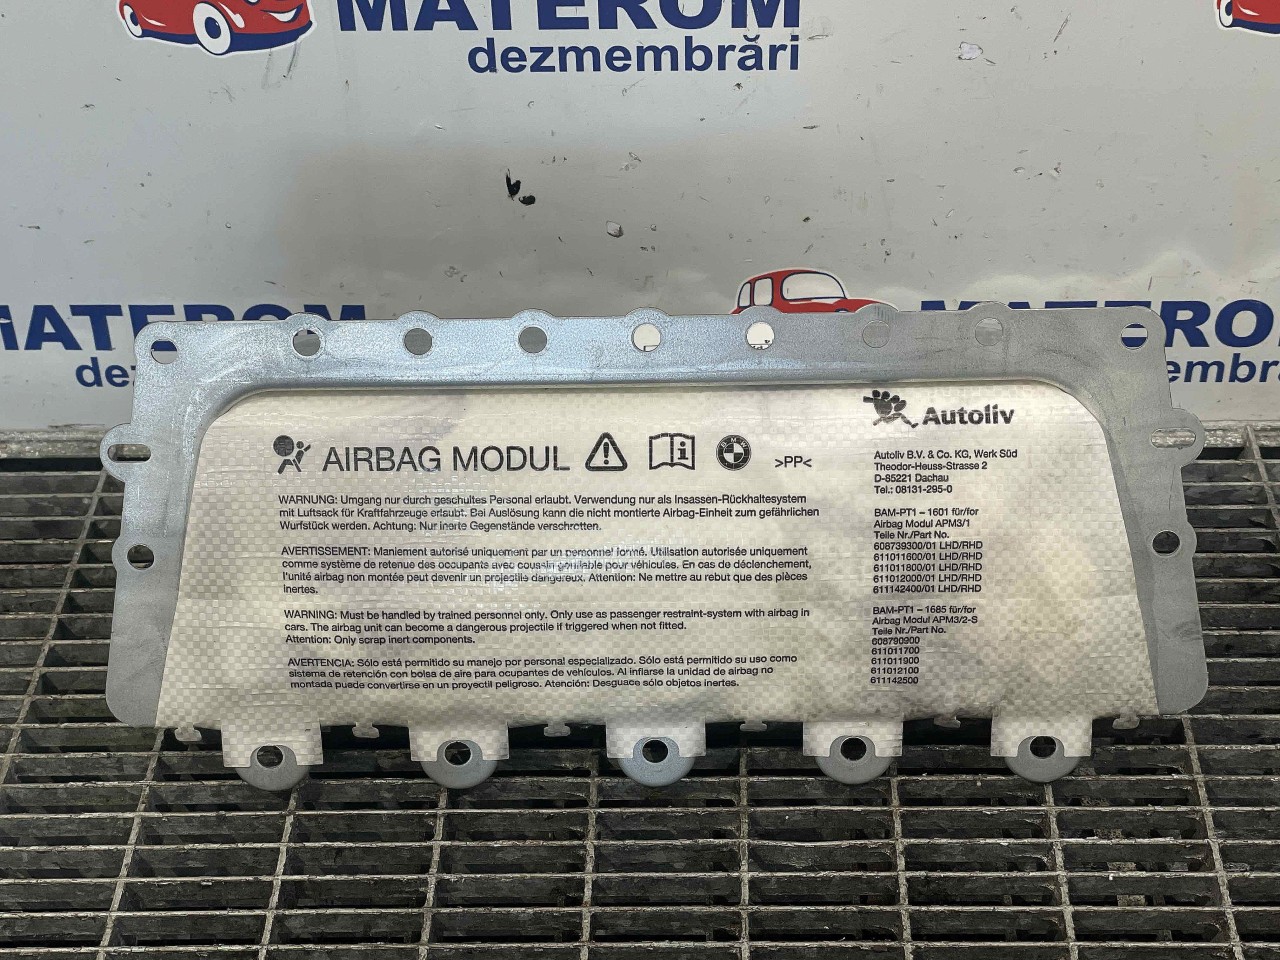 MATEROM
dezmembrări
MATEROM
MATEROM
Autoliv
AIRBAG MODUL
BMW
>PP<
WARNUNG: Umgang nur durch geschultes Personal erlaubt. Verwendung nur als Insassen-Rückhaltesystem
mit Luftsack für Kraftfahrzeuge erlaubt. Bei Auslösung kann die nicht montierte Airbag-Einheit zum gefährlichen
Wurfstück werden. Achtung: Nur inerte Gegenstände verschrotten.
AVERTISSEMENT: Maniement autorisé uniquement par un personnel formé. Utilisation autorisée uniquement
comme système de retenue des occupants avec coussin gonflable pour véhicules. En cas de déclenchement,
l'unité airbag non montée peut devenir un projectile dangereux. Attention: Ne mettre au rebut que des pièces
inertes.
WARNING: Must be handled by trained personnel only. Only use as passenger restraint-system with airbag in
cars. The airbag unit can become a dangerous projectile if triggered when not fitted.
Attention: Only scrap inert components.
AVERTENCIA: Sólo está permitido su manejo por personal especializado. Sólo está permitido su uso como
sistema de retención con bolsa de aire para ocupantes de vehículos. Al inflarse la unidad de airbag no
montada puede convertirse en un proyectil peligroso. Atención: Desguace sólo objetos inertes.
Autoliv B.V. & Co. KG, Werk Süd
Theodor-Heuss-Strasse 2
D-85221 Dachau
Tel.: 08131-295-0
BAM-PT1 - 1601 für/for
Airbag Modul APM3/1
Teile Nr./Part No.
608739300/01 LHD/RHD
611011600/01 LHD/RHD
611011800/01 LHD/RHD
611012000/01 LHD/RHD
611142400/01 LHD/RHD
BAM-PT1 - 1685 für/for
Airbag Modul APM3/2-S
Teile Nr./Part No.
608790900
611011700
611011900
611012100
611142500